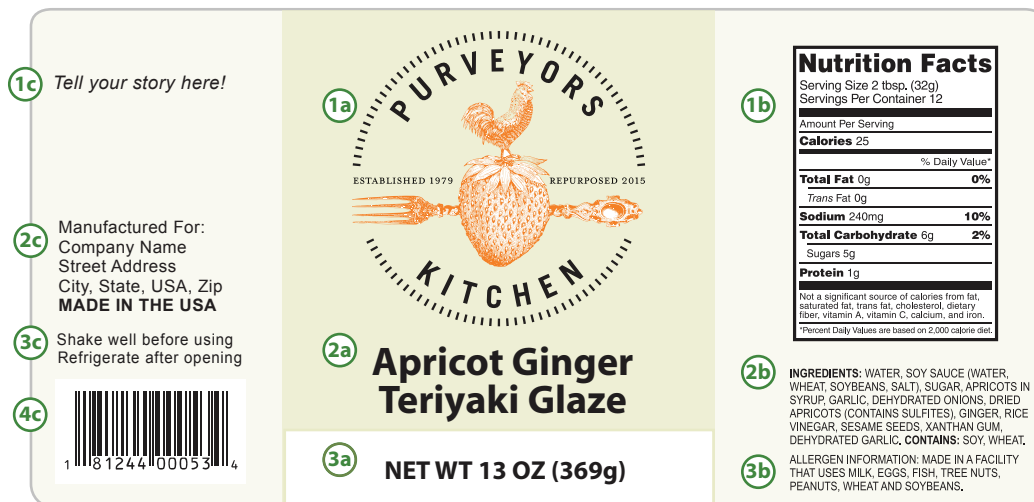 1c
Tell your story here!
2c
Manufactured For:
Company Name
Street Address
City, State, USA, Zip
MADE IN THE USA
3c
Shake well before using
Refrigerate after opening
4c
1 81244 00053 4
1a
PURVEYORS
ESTABLISHED 1979 REPURPOSED 2015
KITCHEN
2a
Apricot Ginger
Teriyaki Glaze
3a
NET WT 13 OZ (369g)
1b
Nutrition Facts
Serving Size 2 tbsp. (32g)
Servings Per Container 12
Amount Per Serving
Calories 25
% Daily Value*
Total Fat 0g 0%
Trans Fat 0g
Sodium 240mg 10%
Total Carbohydrate 6g 2%
Sugars 5g
Protein 1g
Not a significant source of calories from fat,
saturated fat, trans fat, cholesterol, dietary
fiber, vitamin A, vitamin C, calcium, and iron.
*Percent Daily Values are based on 2,000 calorie diet.
2b
INGREDIENTS: WATER, SOY SAUCE (WATER,
WHEAT, SOYBEANS, SALT), SUGAR, APRICOTS IN
SYRUP, GARLIC, DEHYDRATED ONIONS, DRIED
APRICOTS (CONTAINS SULFITES), GINGER, RICE
VINEGAR, SESAME SEEDS, XANTHAN GUM,
DEHYDRATED GARLIC. CONTAINS: SOY, WHEAT.
3b
ALLERGEN INFORMATION: MADE IN A FACILITY
THAT USES MILK, EGGS, FISH, TREE NUTS,
PEANUTS, WHEAT AND SOYBEANS.